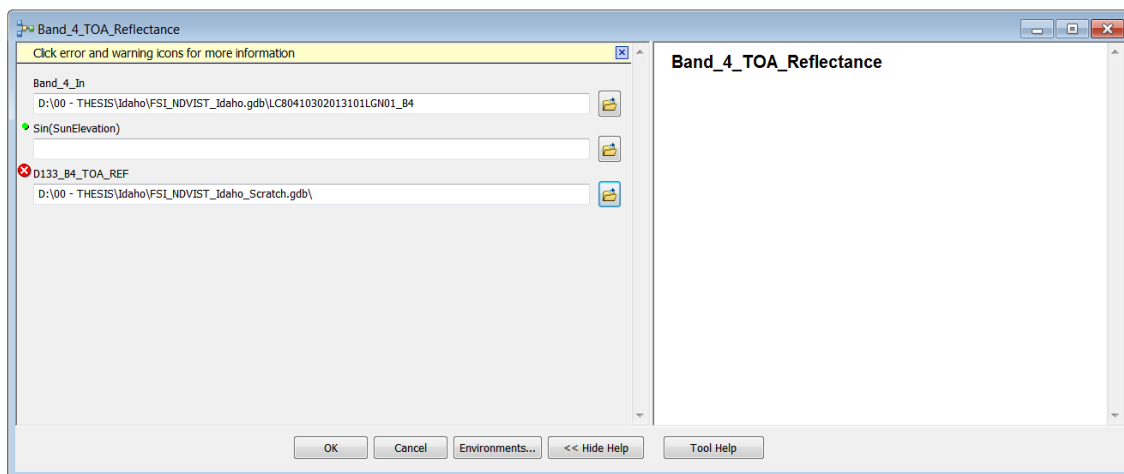 Band_4_TOA_Reflectance
Click error and warning icons for more information
Band_4_TOA_Reflectance
Band_4_In
D:\00 - THESIS\Idaho\FSI_NDVIST_Idaho.gdb\LC80410302013101LGN01_B4
Sin(SunElevation)
D133_B4_TOA_REF
D:\00 - THESIS\Idaho\FSI_NDVIST_Idaho_Scratch.gdb\
OK Cancel Environments... << Hide Help Tool Help